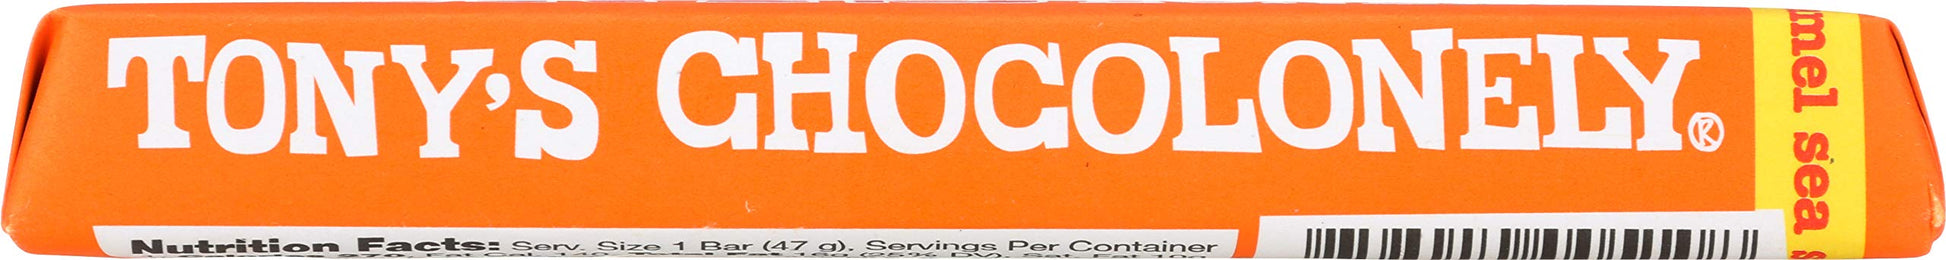 TONY'S CHOCOLONELY®
mel sea
Nutrition Facts: Serv. Size 1 Bar (47 g), Servings Per Container